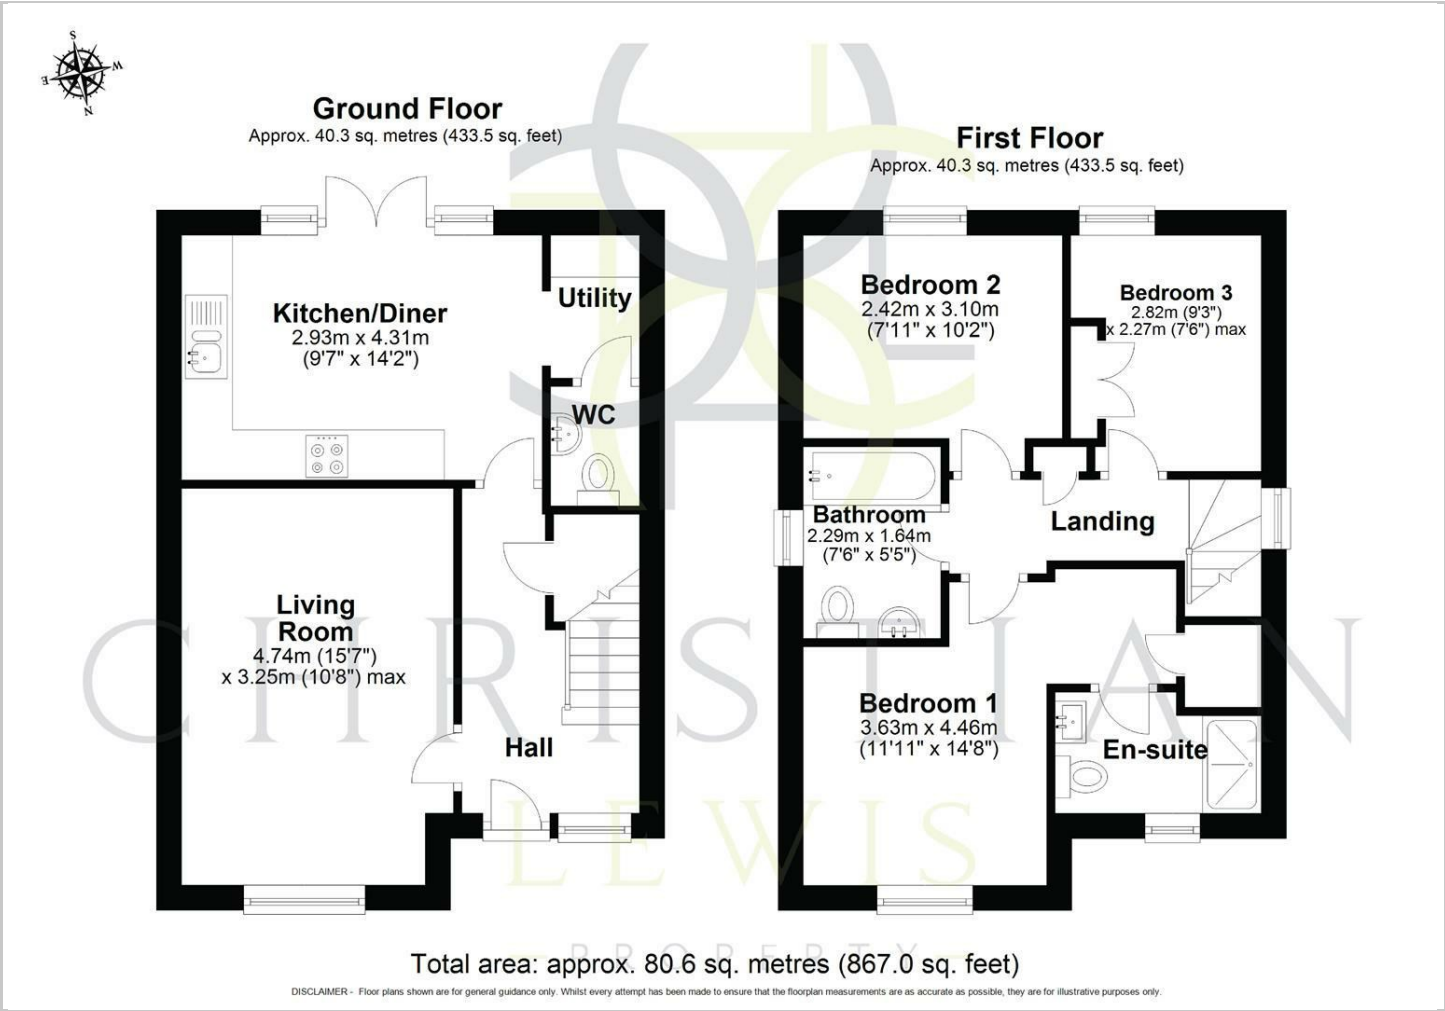 S
E
W
N
Ground Floor
Approx. 40.3 sq. metres (433.5 sq. feet)
First Floor
Approx. 40.3 sq. metres (433.5 sq. feet)
Kitchen/Diner
2.93m x 4.31m
(9'7" x 14'2")
Utility
WC
Living
Room
4.74m (15'7")
x 3.25m (10'8") max
Hall
Bedroom 2
2.42m x 3.10m
(7'11" x 10'2")
Bedroom 3
2.82m (9'3")
x 2.27m (7'6") max
Bathroom
2.29m x 1.64m
(7'6" x 5'5")
Landing
Bedroom 1
3.63m x 4.46m
(11'11" x 14'8")
En-suite
CHRISTIAN
LEWIS
PROPERTY
Total area: approx. 80.6 sq. metres (867.0 sq. feet)
DISCLAIMER - Floor plans shown are for general guidance only. Whilst every attempt has been made to ensure that the floorplan measurements are as accurate as possible, they are for illustrative purposes only.